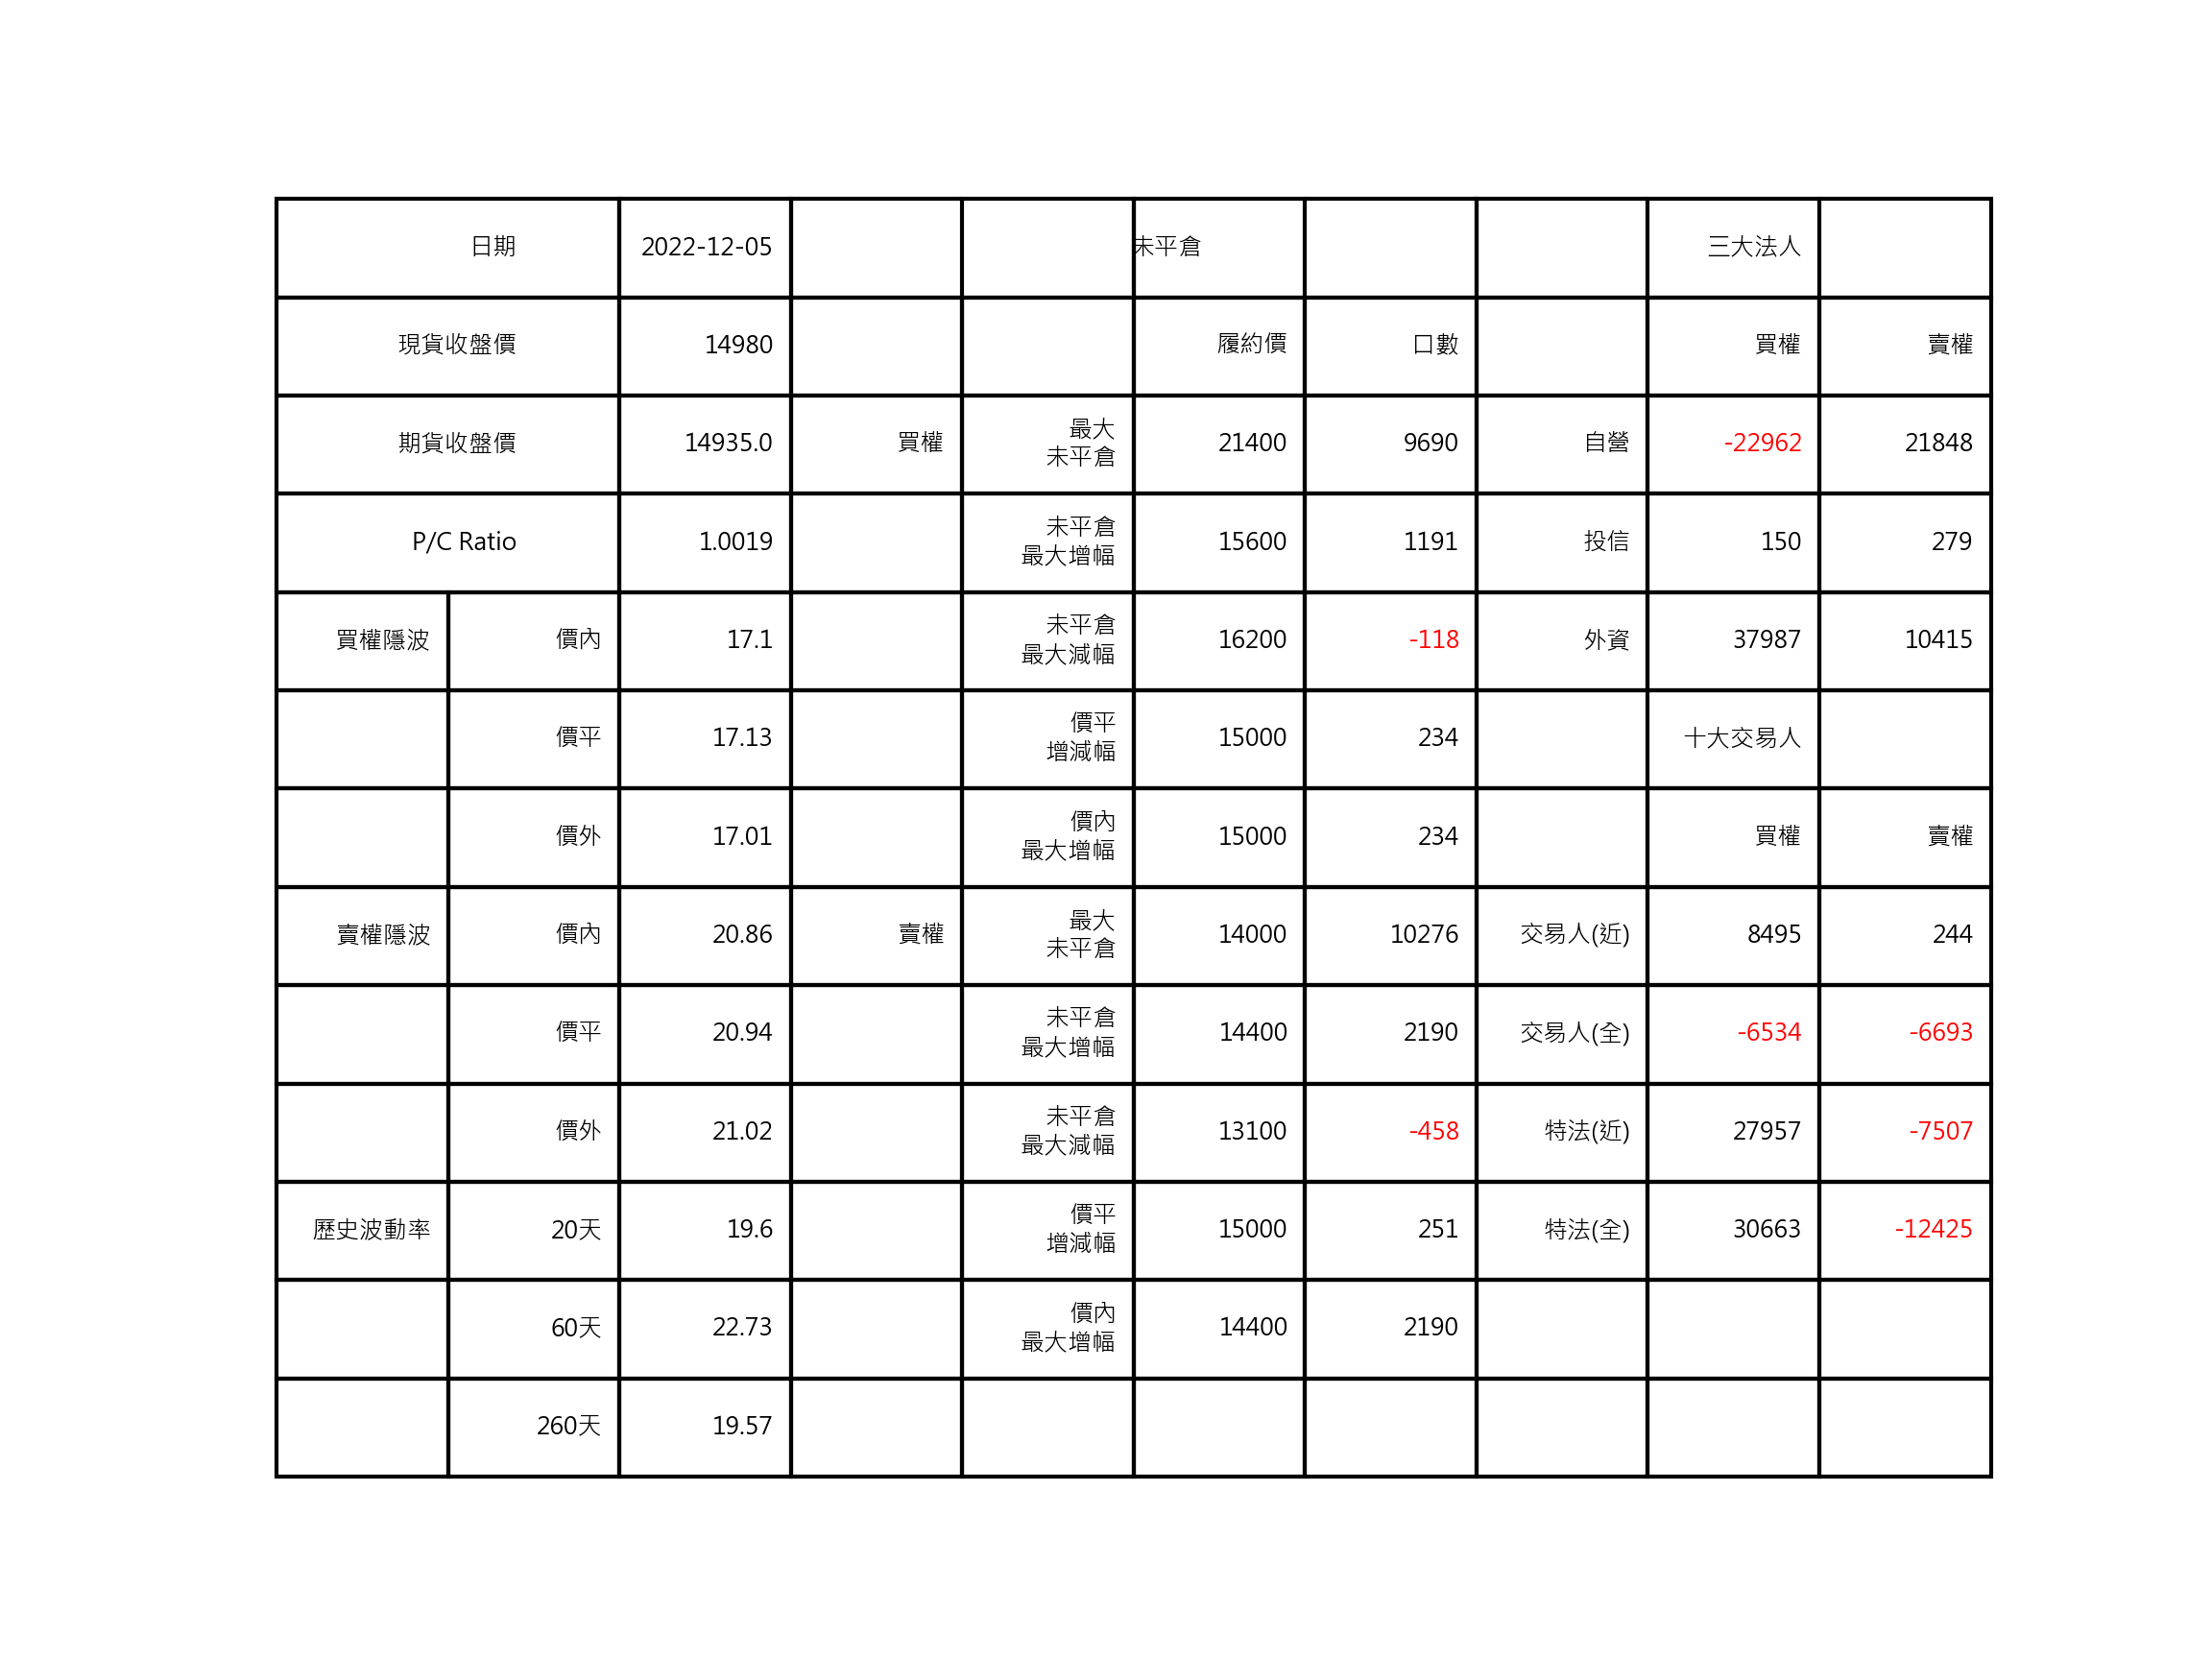 日期 2022-12-05 未平倉 三大法人
現貨收盤價 14980 履約價 口數 買權 賣權
期貨收盤價 14935.0 買權 最大 未平倉 21400 9690 自營 -22962 21848
P/C Ratio 1.0019 未平倉 最大增幅 15600 1191 投信 150 279
買權隱波 價內 17.1 未平倉 最大減幅 16200 -118 外資 37987 10415
價平 17.13 價平 增減幅 15000 234 十大交易人
價外 17.01 價內 最大增幅 15000 234 買權 賣權
賣權隱波 價內 20.86 賣權 最大 未平倉 14000 10276 交易人(近) 8495 244
價平 20.94 未平倉 最大增幅 14400 2190 交易人(全) -6534 -6693
價外 21.02 未平倉 最大減幅 13100 -458 特法(近) 27957 -7507
歷史波動率 20天 19.6 價平 增減幅 15000 251 特法(全) 30663 -12425
60天 22.73 價內 最大增幅 14400 2190
260天 19.57